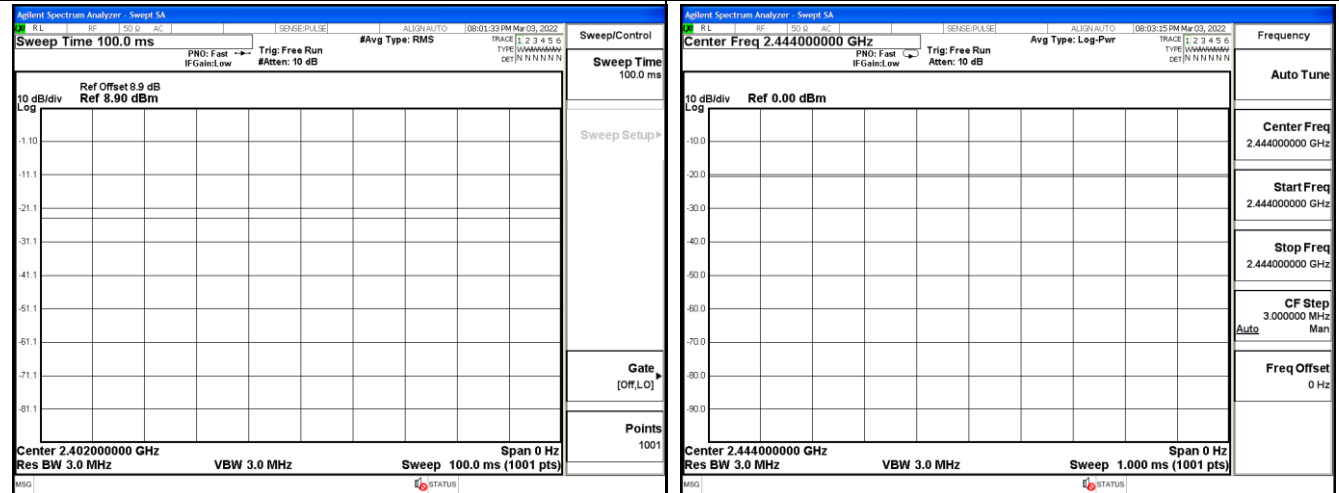 Agilent Spectrum Analyzer - Swept SA
RL RF 50 Ω AC SENSE:PULSE ALIGNAUTO 08:01:33 PM Mar 03, 2022
Sweep Time 100.0 ms
#Avg Type: RMS
TRACE 1 2 3 4 5 6
TYPE WWWWWW
DET N N N N N N
PNO: Fast
IFGain:Low
Trig: Free Run
#Atten: 10 dB
Ref Offset 8.9 dB
10 dB/div Ref 8.90 dBm
Log
-1.10
-11.1
-21.1
-31.1
-41.1
-51.1
-61.1
-71.1
-81.1
Center 2.402000000 GHz Span 0 Hz
Res BW 3.0 MHz VBW 3.0 MHz Sweep 100.0 ms (1001 pts)
MSG STATUS
Sweep/Control
Sweep Time
100.0 ms
Sweep Setup
Gate
[Off,LO]
Points
1001
Agilent Spectrum Analyzer - Swept SA
RL RF 50 Ω AC SENSE:PULSE ALIGNAUTO 08:03:15 PM Mar 03, 2022
Center Freq 2.444000000 GHz
Avg Type: Log-Pwr
TRACE 1 2 3 4 5 6
TYPE WWWWWW
DET N N N N N N
PNO: Fast
IFGain:Low
Trig: Free Run
Atten: 10 dB
10 dB/div Ref 0.00 dBm
Log
-10.0
-20.0
-30.0
-40.0
-50.0
-60.0
-70.0
-80.0
-90.0
Center 2.444000000 GHz Span 0 Hz
Res BW 3.0 MHz VBW 3.0 MHz Sweep 1.000 ms (1001 pts)
MSG STATUS
Frequency
Auto Tune
Center Freq
2.444000000 GHz
Start Freq
2.444000000 GHz
Stop Freq
2.444000000 GHz
CF Step
3.000000 MHz
Auto Man
Freq Offset
0 Hz